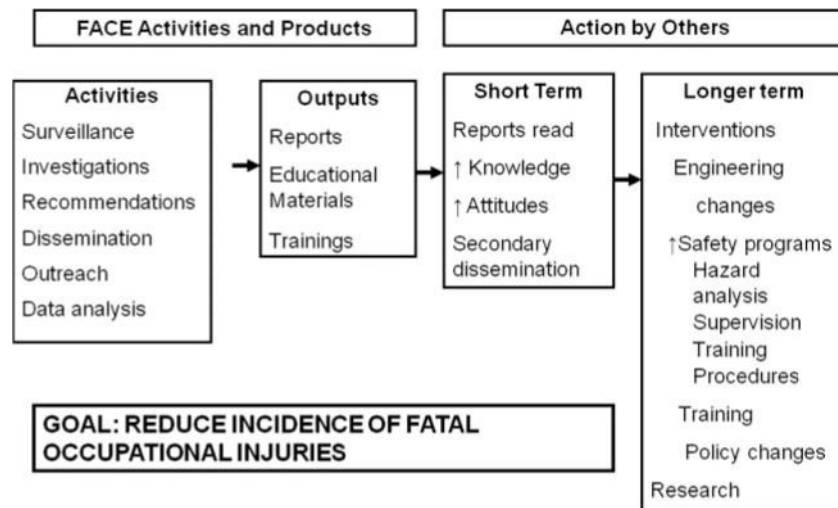 FACE Activities and Products
Action by Others
Activities
Surveillance
Investigations
Recommendations
Dissemination
Outreach
Data analysis
Outputs
Reports
Educational
Materials
Trainings
Short Term
Reports read
↑ Knowledge
↑ Attitudes
Secondary
dissemination
Longer term
Interventions
Engineering
changes
↑Safety programs
Hazard
analysis
Supervision
Training
Procedures
Training
Policy changes
Research
GOAL: REDUCE INCIDENCE OF FATAL
OCCUPATIONAL INJURIES